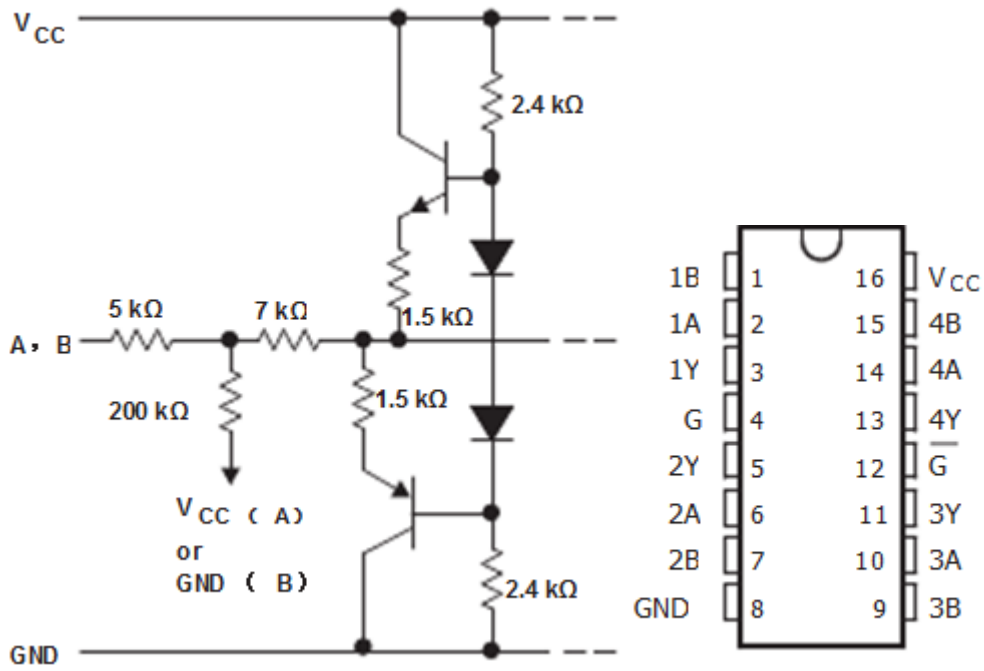 VCC
2.4 kΩ
1.5 kΩ
5 kΩ
7 kΩ
A, B
200 kΩ
1.5 kΩ
VCC ( A)
or
GND ( B)
2.4 kΩ
GND
1B 1 16 VCC
1A 2 15 4B
1Y 3 14 4A
G 4 13 4Y
2Y 5 12 G̅
2A 6 11 3Y
2B 7 10 3A
GND 8 9 3B